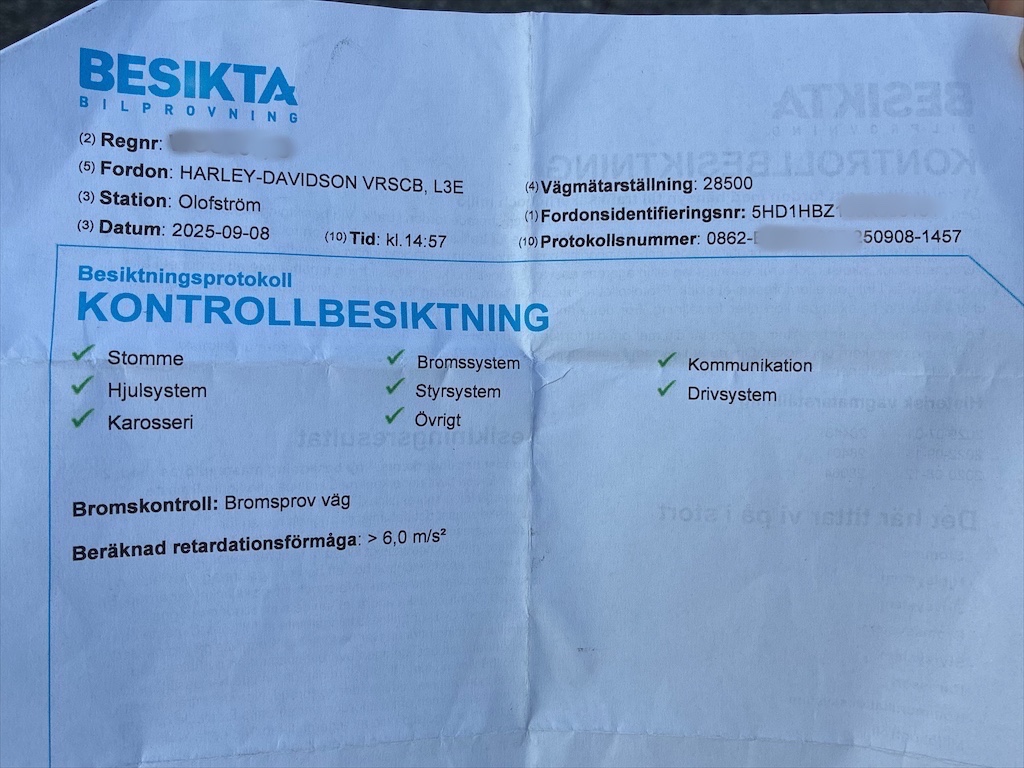 BESIKTA
BILPROVNING
(2) Regnr:
(5) Fordon: HARLEY-DAVIDSON VRSCB, L3E
(3) Station: Olofström
(3) Datum: 2025-09-08 (10) Tid: kl.14:57
(4) Vägmätarställning: 28500
(1) Fordonsidentifieringsnr: 5HD1HBZ
(10) Protokollsnummer: 0862- 250908-1457
Besiktningsprotokoll
KONTROLLBESIKTNING
Stomme
Hjulsystem
Karosseri
Bromssystem
Styrsystem
Övrigt
Kommunikation
Drivsystem
Bromskontroll: Bromsprov väg
Beräknad retardationsförmåga: > 6,0 m/s²